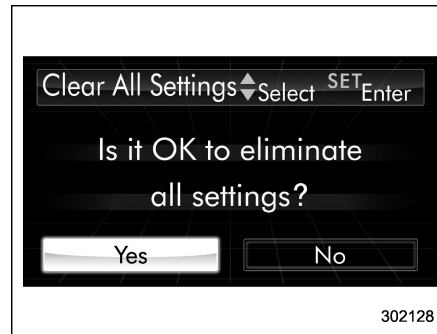 Clear All Settings Select SET Enter
Is it OK to eliminate
all settings?
Yes No
302128